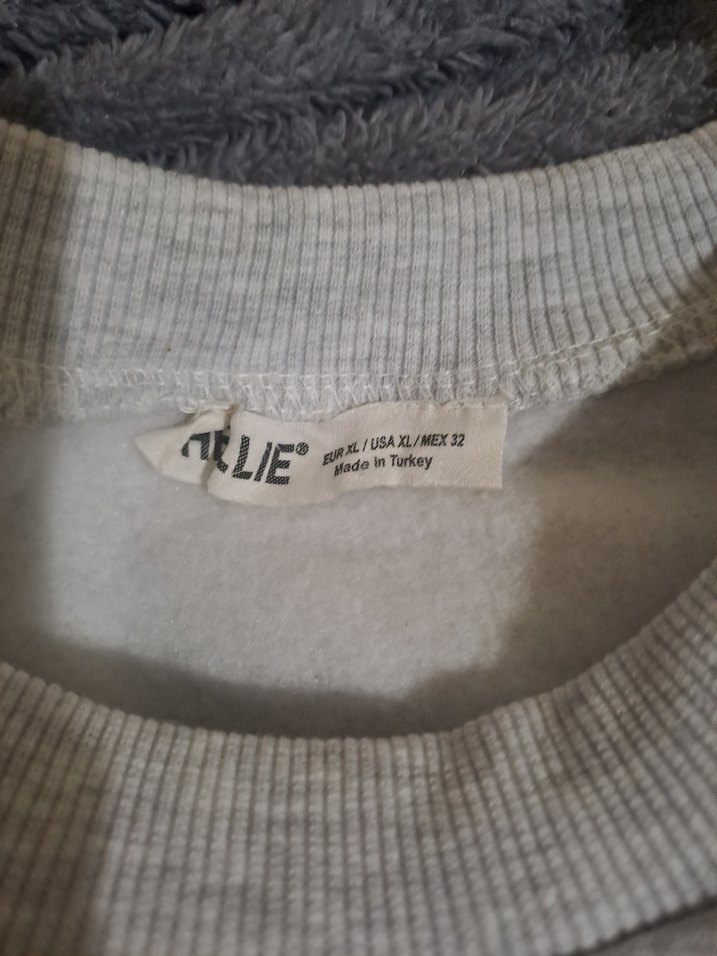 LIE®
EUR XL / USA XL / MEX 32
Made in Turkey